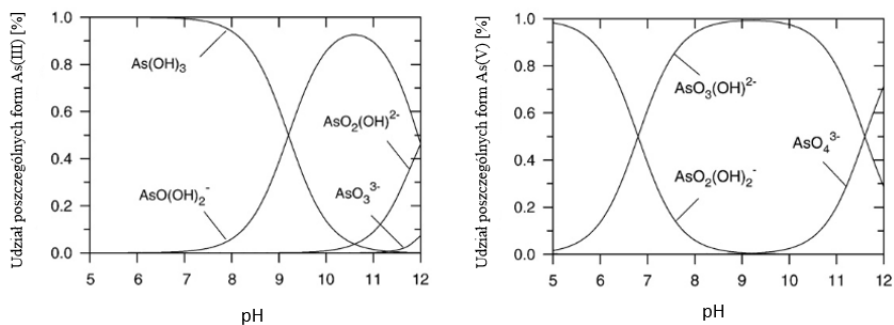 Udział poszczególnych form As(III) [%]
1.0
0.8
0.6
0.4
0.2
0.0
As(OH)₃
AsO(OH)₂⁻
AsO₂(OH)²⁻
AsO₃³⁻
5 6 7 8 9 10 11 12
pH
Udział poszczególnych form As(V) [%]
1.0
0.8
0.6
0.4
0.2
0.0
AsO₃(OH)²⁻
AsO₄³⁻
AsO₂(OH)₂⁻
5 6 7 8 9 10 11 12
pH